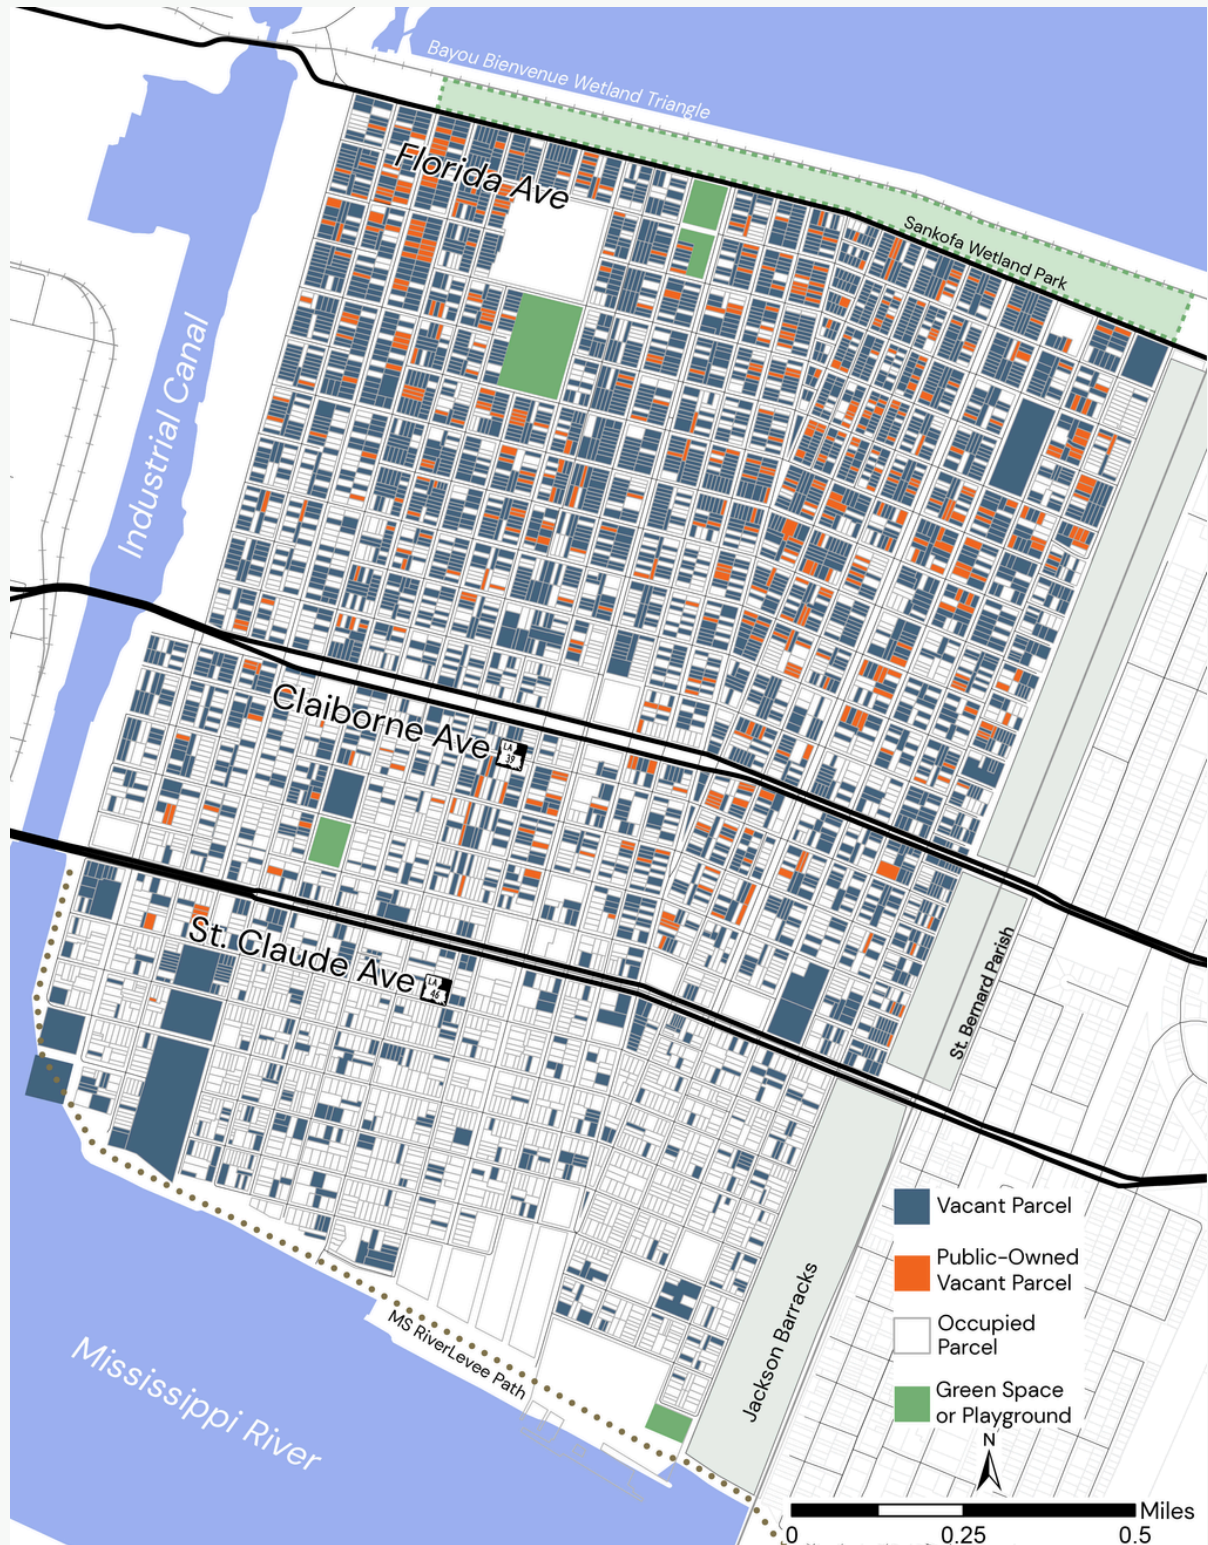 Bayou Bienvenue Wetland Triangle
Florida Ave
Sankofa Wetland Park
Industrial Canal
Claiborne Ave
LA
39
St. Claude Ave
LA
46
St. Bernard Parish
Jackson Barracks
MS RiverLevee Path
Mississippi River
Vacant Parcel
Public-Owned
Vacant Parcel
Occupied
Parcel
Green Space
or Playground
N
Miles
0
0.25
0.5